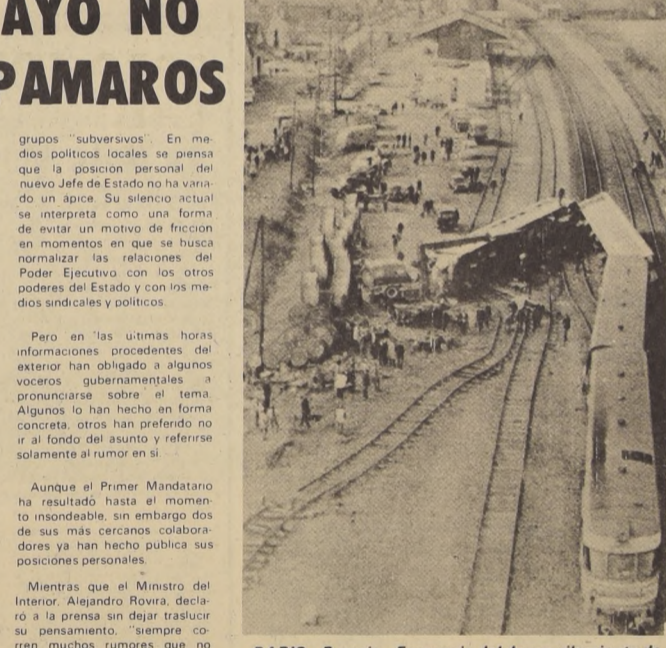 AYO NO
PAMAROS
grupos "subversivos". En me-
dios políticos locales se piensa
que la posición personal del
nuevo Jefe de Estado no ha varia-
do un ápice. Su silencio actual
se interpreta como una forma
de evitar un motivo de fricción
en momentos en que se busca
normalizar las relaciones del
Poder Ejecutivo con los otros
poderes del Estado y con los me-
dios sindicales y políticos.
Pero en las ultimas horas
informaciones procedentes del
exterior han obligado a algunos
voceros gubernamentales a
pronunciarse sobre el tema.
Algunos lo han hecho en forma
concreta, otros han preferido no
ir al fondo del asunto y referirse
solamente al rumor en sí.
Aunque el Primer Mandatario
ha resultado hasta el momen-
to insondeable, sin embargo dos
de sus más cercanos colabora-
dores ya han hecho pública sus
posiciones personales.
Mientras que el Ministro del
Interior, Alejandro Rovira, decla-
ró a la prensa sin dejar traslucir
su pensamiento, "siempre co-
rren muchos rumores que no